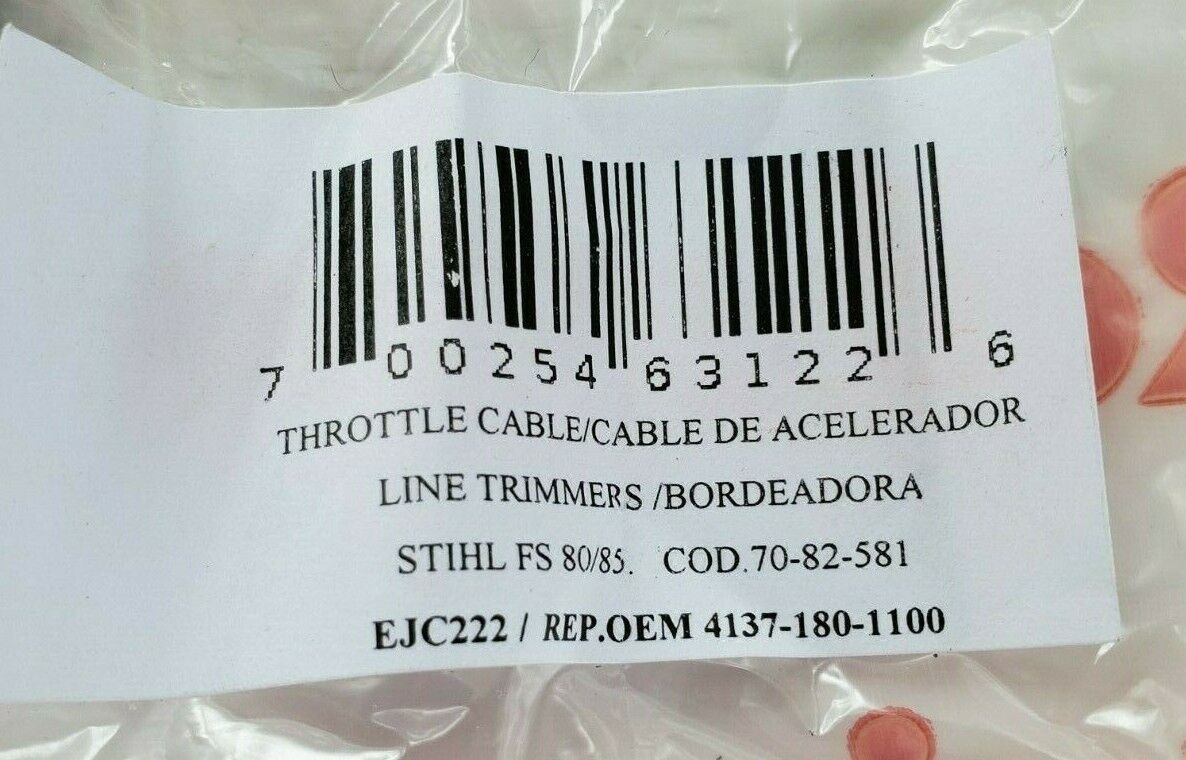 7 00254 63122 6
THROTTLE CABLE/CABLE DE ACELERADOR
LINE TRIMMERS /BORDEADORA
STIHL FS 80/85. COD.70-82-581
EJC222 / REP.OEM 4137-180-1100